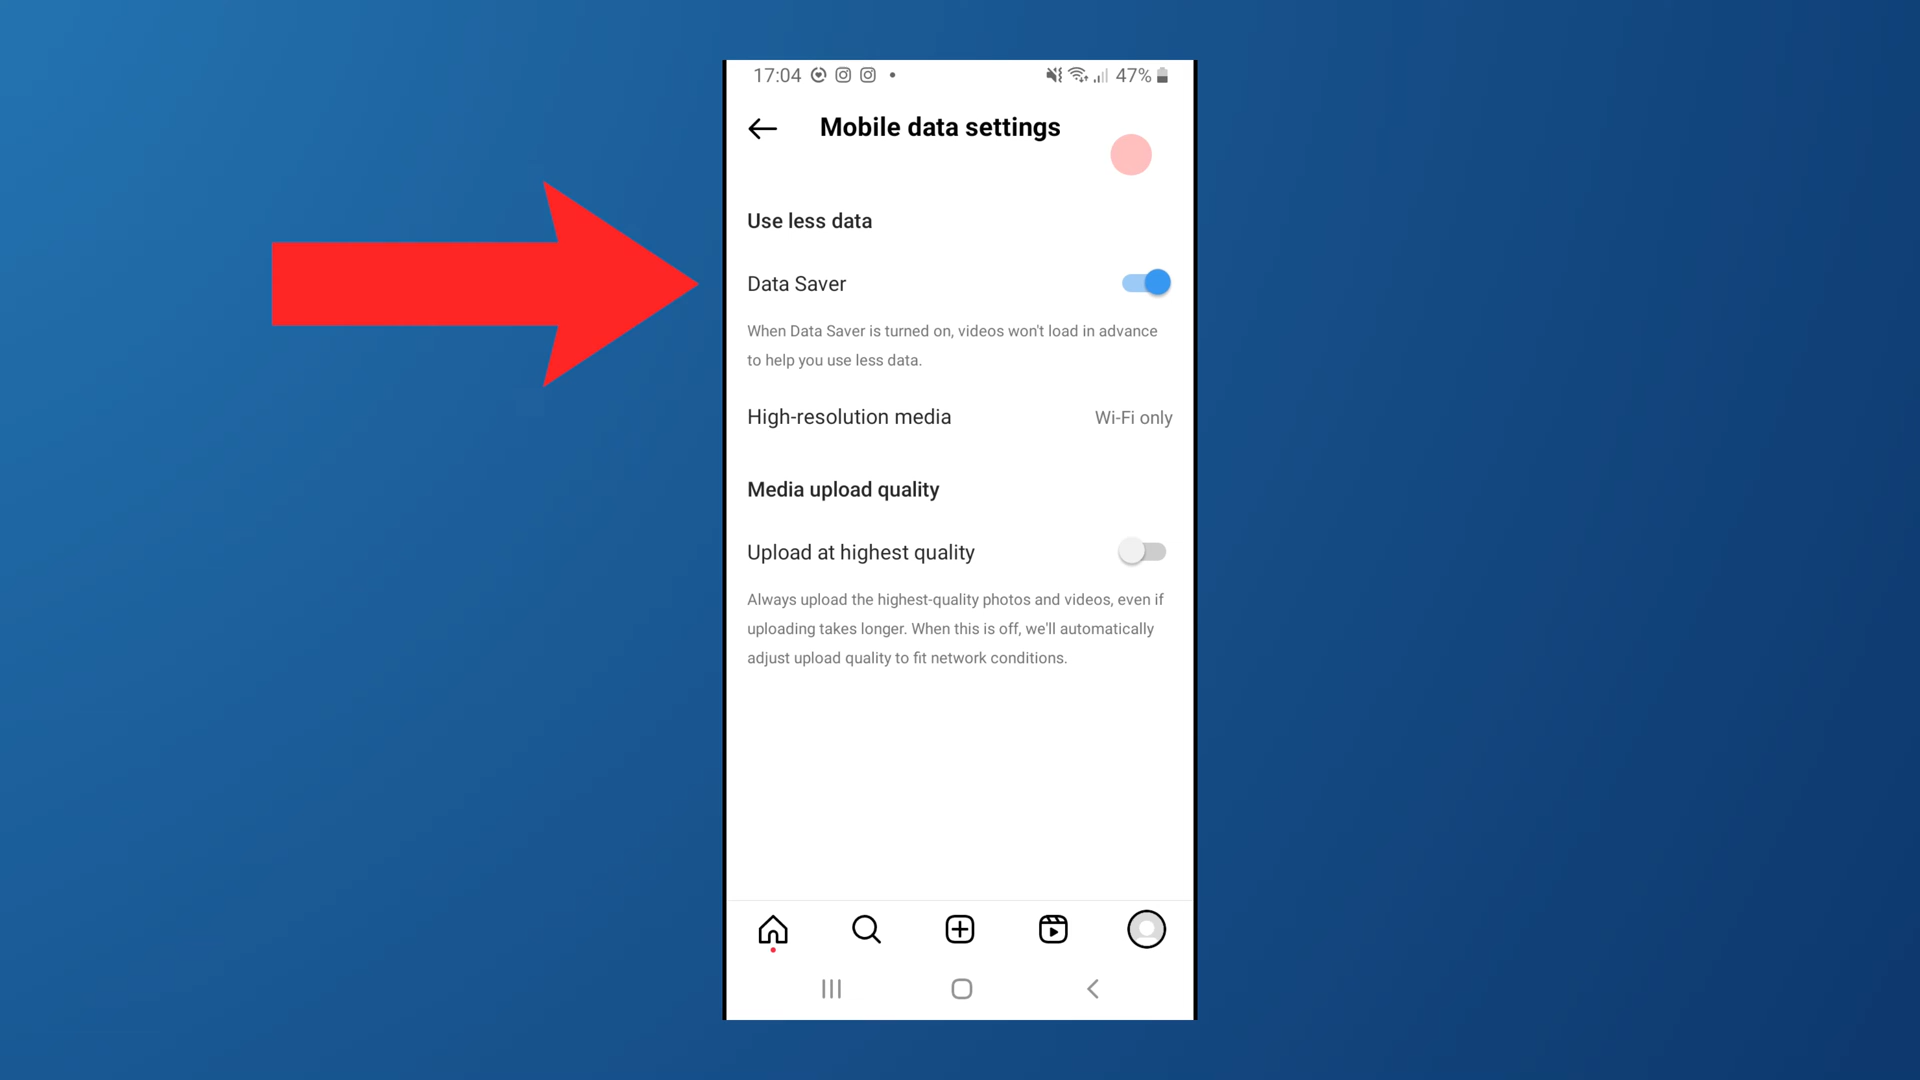 17:04 47%
Mobile data settings
Use less data
Data Saver
When Data Saver is turned on, videos won't load in advance
to help you use less data.
High-resolution media Wi-Fi only
Media upload quality
Upload at highest quality
Always upload the highest-quality photos and videos, even if
uploading takes longer. When this is off, we'll automatically
adjust upload quality to fit network conditions.